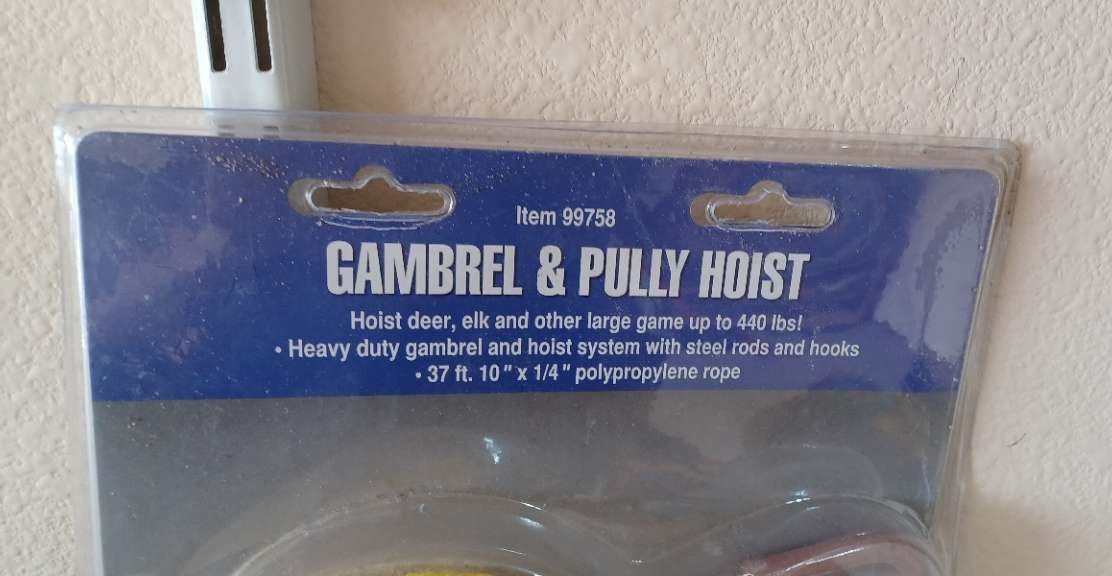 Item 99758
GAMBREL & PULLY HOIST
Hoist deer, elk and other large game up to 440 lbs!
• Heavy duty gambrel and hoist system with steel rods and hooks
• 37 ft. 10" x 1/4" polypropylene rope